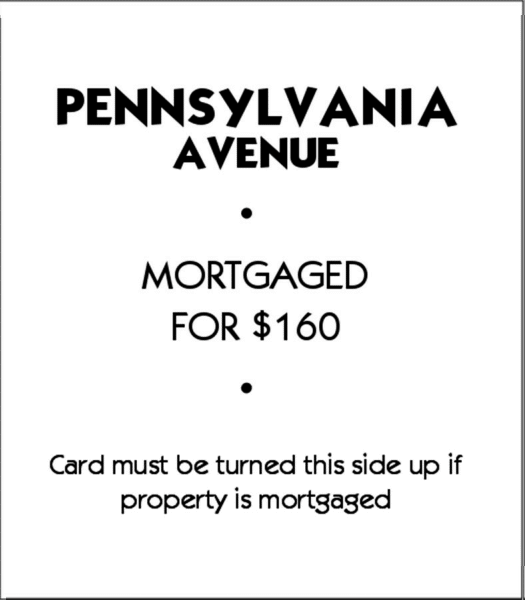 PENNSYLVANIA
AVENUE
•
MORTGAGED
FOR $160
•
Card must be turned this side up if
property is mortgaged